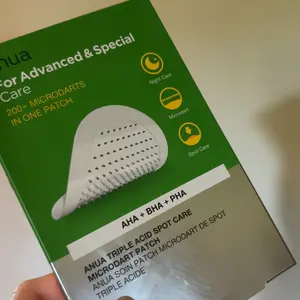 nua
For Advanced & Special
Care
200+ MICRODARTS
IN ONE PATCH
Night Care
Microdart
Spot Care
AHA + BHA + PHA
ANUA TRIPLE ACID SPOT CARE
MICRODART PATCH
ANUA SOIN PATCH MICRODART DE SPOT
TRIPLE ACIDE